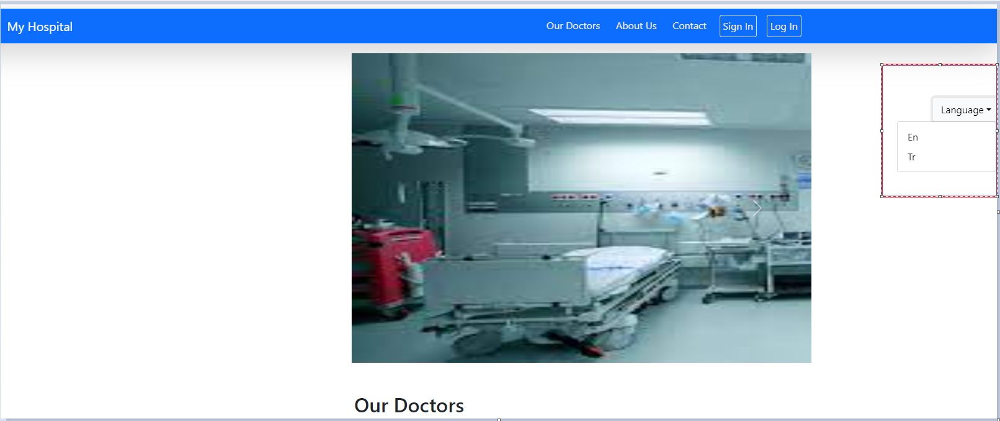 My Hospital
Our Doctors About Us Contact Sign In Log In
Language
En
Tr
Our Doctors